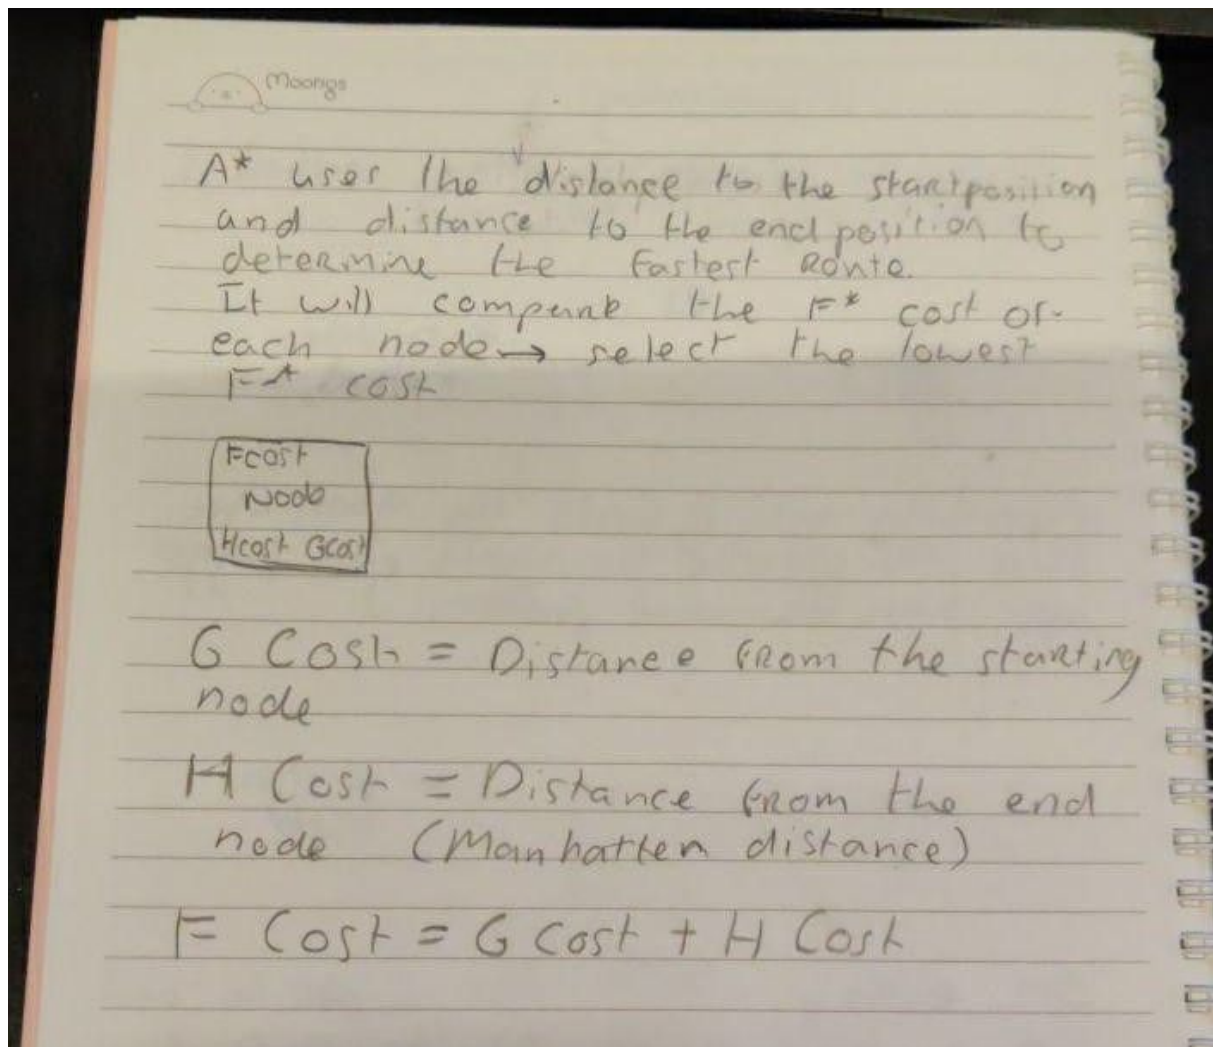 Moongs
A* uses the distance to the startposition
and distance to the end position to
determine the fastest Route.
It will compare the F* cost of
each node → select the lowest
F* cost
Fcost
Node
Hcost Gcost
G Cost = Distance from the starting
node
H Cost = Distance from the end
node (Manhatten distance)
F Cost = G Cost + H Cost